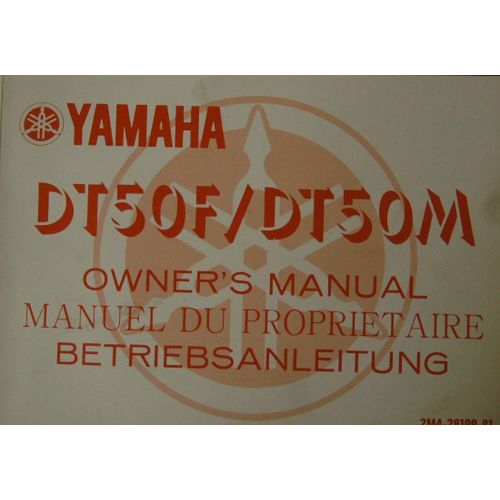 YAMAHA
DT50F/DT50M
OWNER'S MANUAL
MANUEL DU PROPRIETAIRE
BETRIEBSANLEITUNG